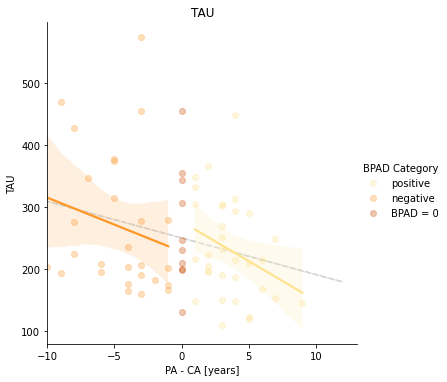 TAU
500
400
300
200
100
TAU
−10
−5
0
5
10
PA - CA [years]
BPAD Category
positive
negative
BPAD = 0